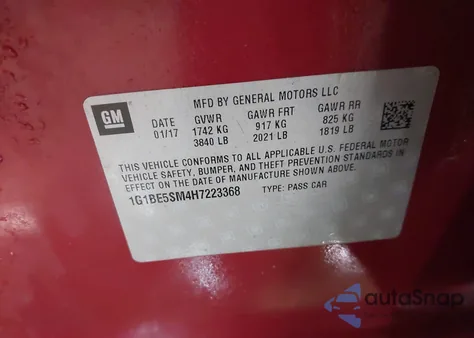 GM
MFD BY GENERAL MOTORS LLC
DATE GVWR GAWR FRT GAWR RR
01/17 1742 KG 917 KG 825 KG
3840 LB 2021 LB 1819 LB
THIS VEHICLE CONFORMS TO ALL APPLICABLE U.S. FEDERAL MOTOR
VEHICLE SAFETY, BUMPER, AND THEFT PREVENTION STANDARDS IN
EFFECT ON THE DATE OF MANUFACTURE SHOWN ABOVE.
1G1BE5SM4H7223368 TYPE: PASS CAR
autoSnap